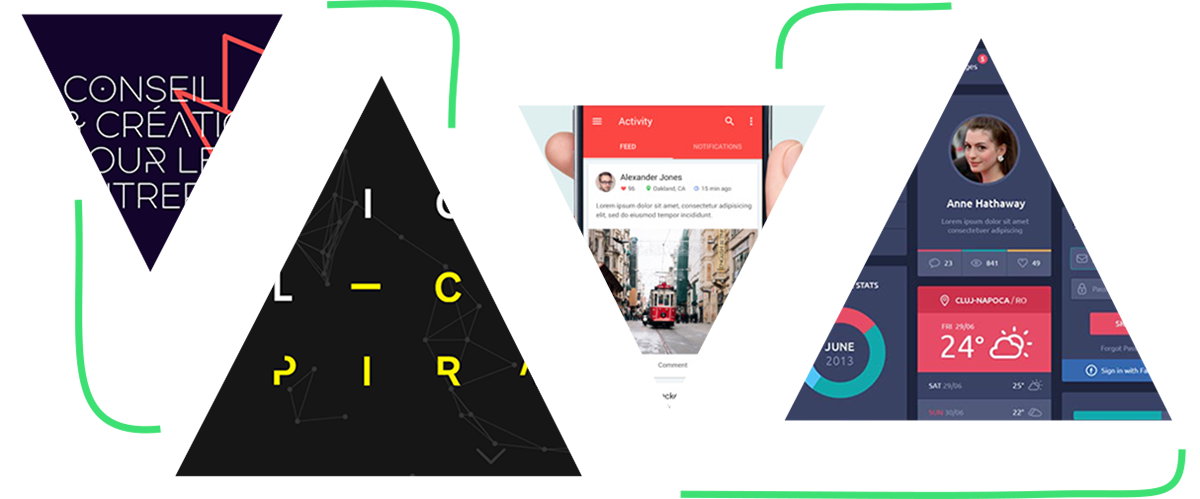 CONSEIL
& CRÉATI
OUR LE
NTREP
I
L — C
P I R
Activity
FEED NOTIFICATIONS
Alexander Jones
96 Oakland, CA 15 min ago
Lorem ipsum dolor sit amet, consectetur adipisicing
elit, sed do eiusmod tempor incididunt.
Comment
ges 5
Anne Hathaway
Lorem ipsum dolor sit amet
consectetuer adipiscing
23 841 49
STATS
JUNE
2013
CLUJ-NAPOCA / RO
FRI 29/06
24°
SAT 29/06 25°
SUN 30/06 22°
Pass
Forgot Pas
Sign in with Fa